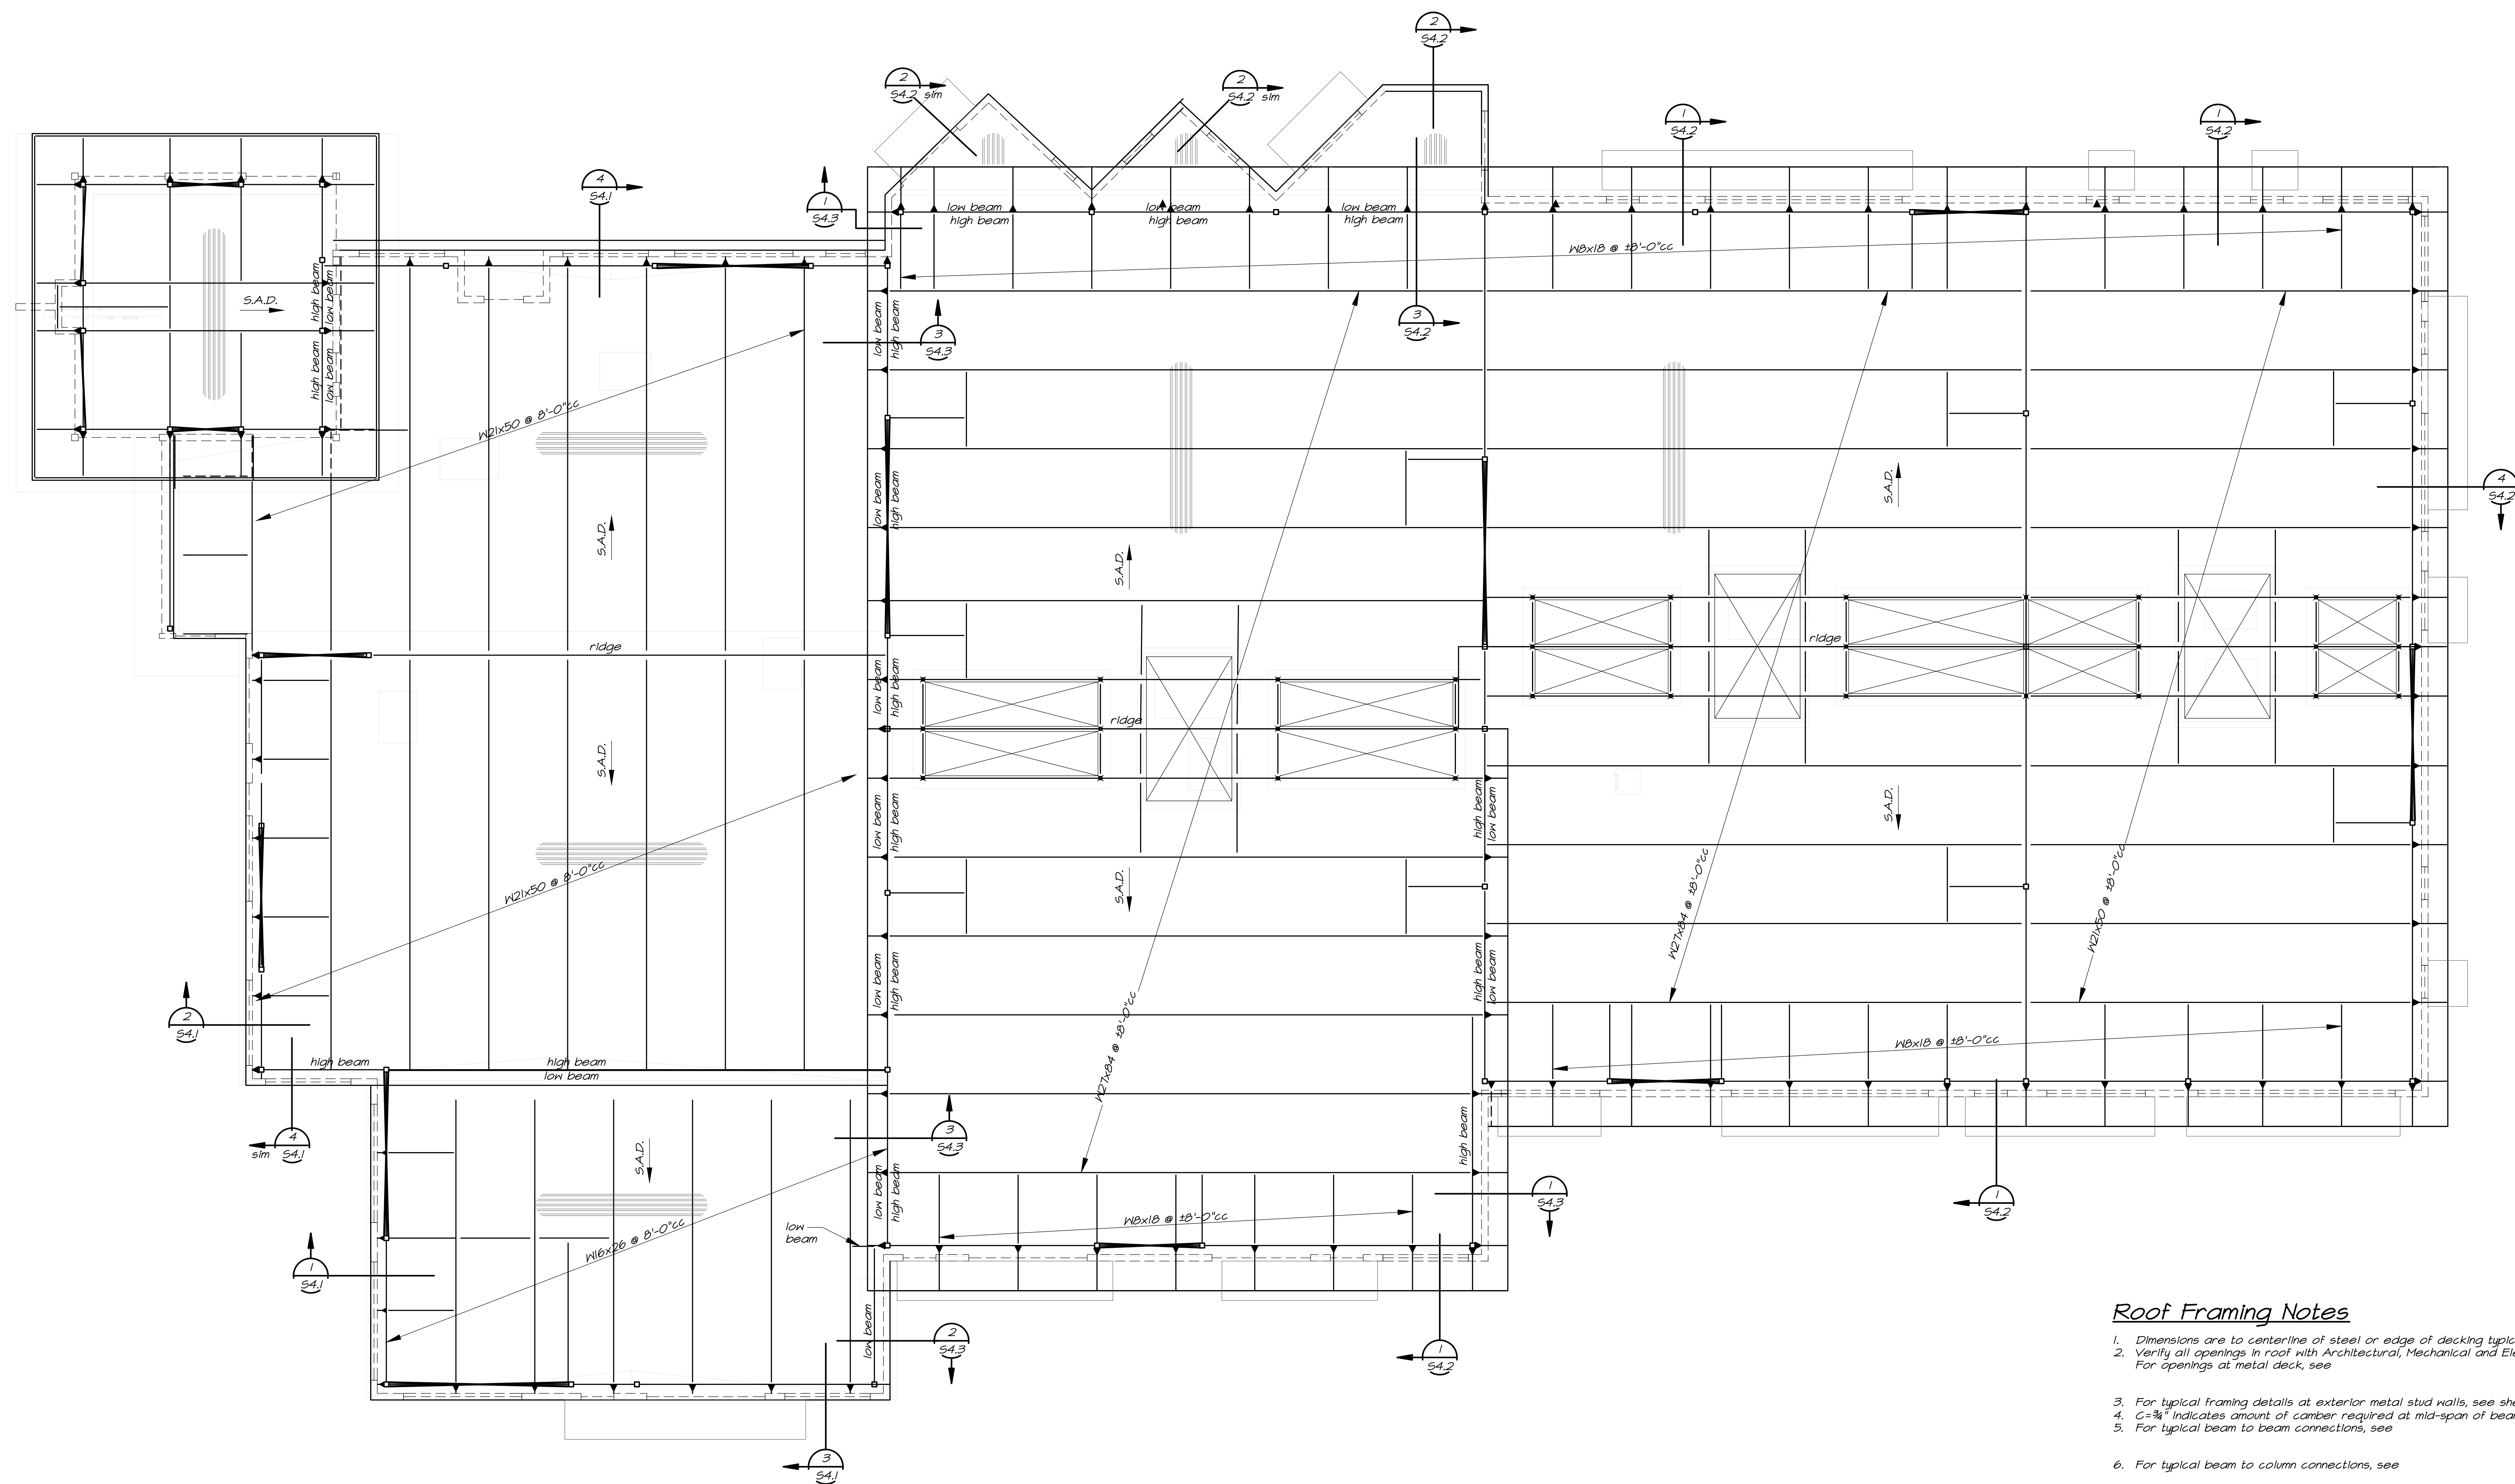 2
S4.2
2
S4.2 sim
2
S4.2 sim
1
S4.2
1
S4.2
4
S4.1
1
S4.3
low beam
high beam
low beam
high beam
low beam
high beam
W8x18 @ ±8'-0"cc
S.A.D.
high beam
low beam
high beam
low beam
low beam
high beam
3
S4.3
3
S4.2
W21x50 @ 8'-0"cc
low beam
high beam
S.A.D.
S.A.D.
S.A.D.
4
S4.2
ridge
ridge
ridge
low beam
high beam
S.A.D.
S.A.D.
S.A.D.
low beam
high beam
high beam
low beam
W21x50 @ 8'-0"cc
W27x84 @ ±8'-0"cc
W21x50 @ ±8'-0"cc
low beam
high beam
high beam
low beam
2
S4.1
high beam
high beam
low beam
W27x84 @ ±8'-0"cc
W8x18 @ ±8'-0"cc
4
sim S4.1
3
S4.3
high beam
S.A.D.
low beam
high beam
1
S4.3
1
S4.2
W8x18 @ ±8'-0"cc
low
beam
W16x26 @ 8'-0"cc
1
S4.1
low beam
2
S4.3
1
S4.2
3
S4.1
Roof Framing Notes
1. Dimensions are to centerline of steel or edge of decking
2. Verify all openings in roof with Architectural, Mechanical and
For openings at metal deck, see
3. For typical framing details at exterior metal stud walls, see
4. C=¾" indicates amount of camber required at mid-span of
5. For typical beam to beam connections, see
6. For typical beam to column connections, see